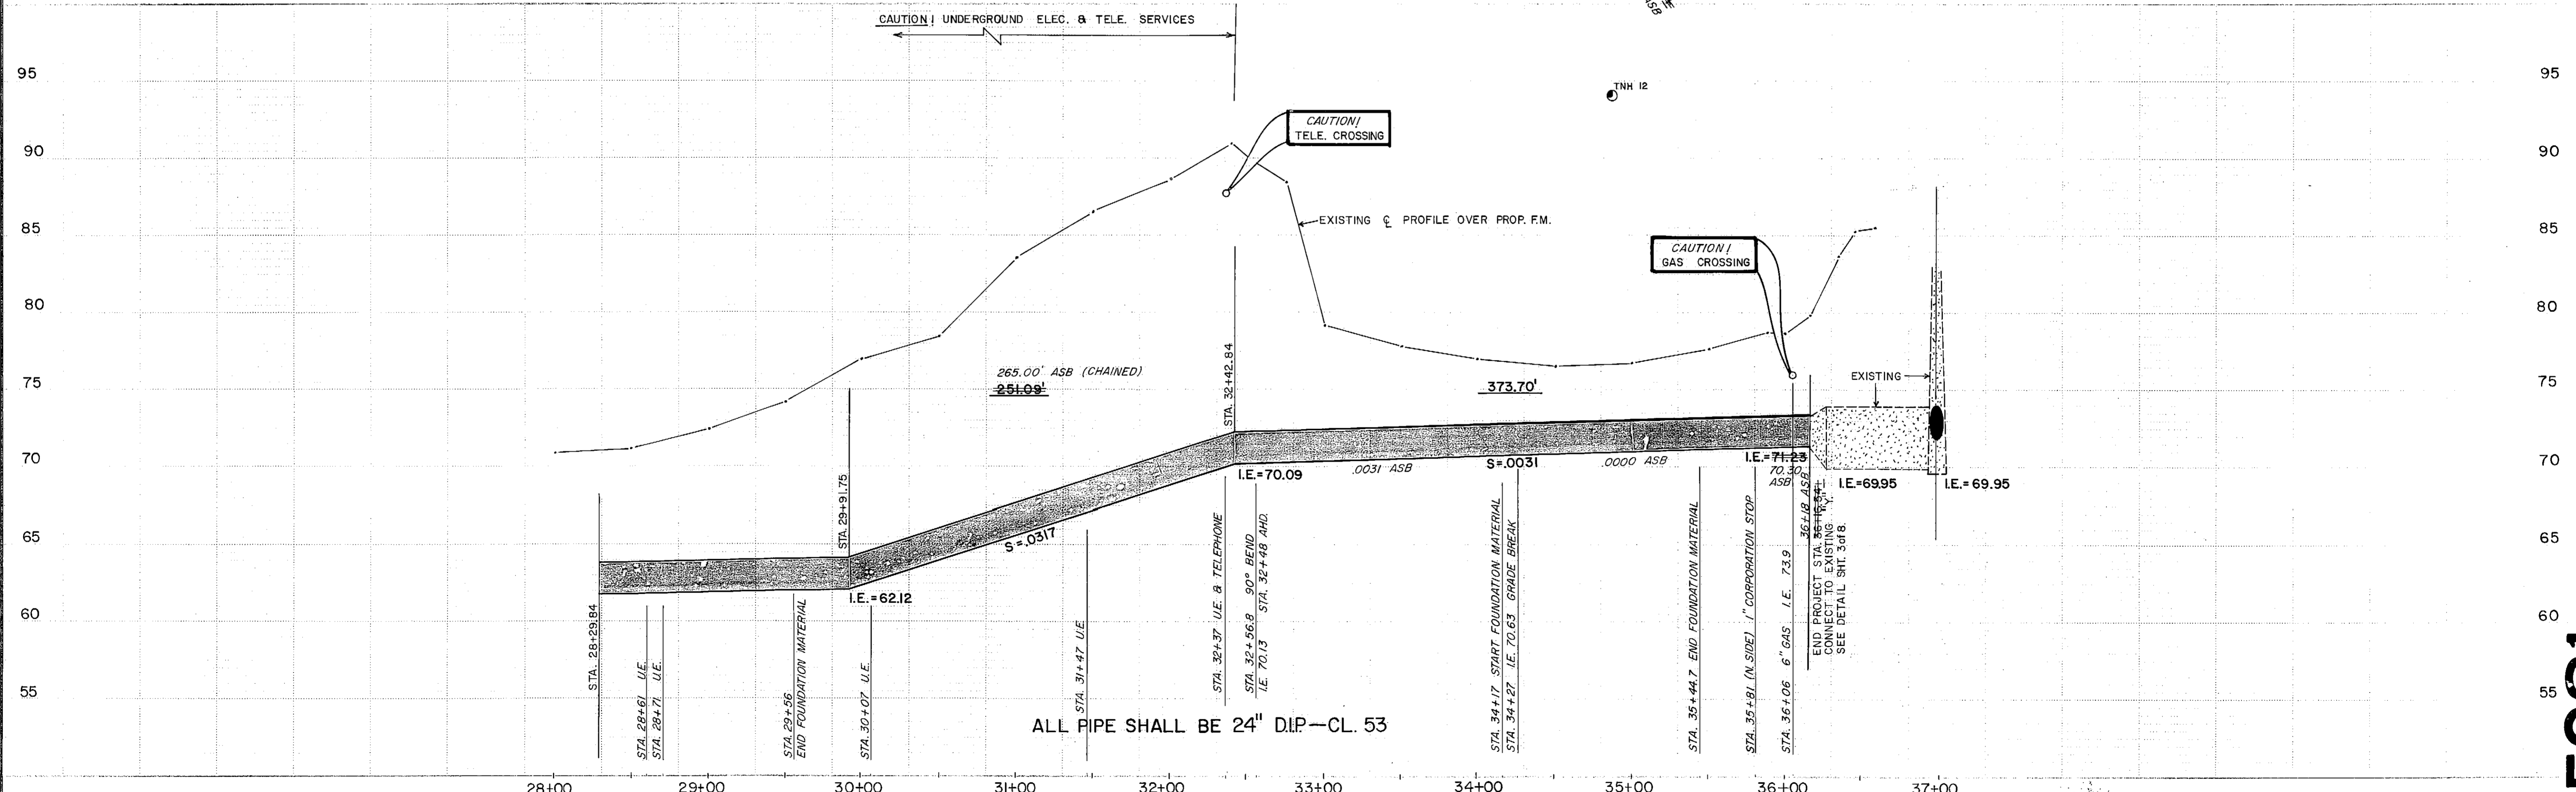 CAUTION! UNDERGROUND ELEC. & TELE. SERVICES
ASB
95
95
TNH 12
CAUTION!
TELE. CROSSING
90
90
EXISTING ℄ PROFILE OVER PROP. F.M.
85
85
CAUTION!
GAS CROSSING
80
80
265.00' ASB (CHAINED)
251.09'
373.70'
EXISTING
75
75
STA. 32+42.84
70
70
I.E.=70.09
.0031 ASB
S=.0031
.0000 ASB
I.E.=71.23
70.30
ASB
I.E.=69.95
I.E.=69.95
STA. 29+91.75
65
65
S=.0317
I.E.=62.12
60
60
55
55
STA. 28+29.84
STA. 28+61 U.E.
STA. 28+71 U.E.
STA. 29+56
END FOUNDATION MATERIAL
STA. 30+07 U.E.
STA. 31+47 U.E.
STA. 32+37 U.E. & TELEPHONE
STA. 32+56.8 90° BEND
I.E. 70.13 STA. 32+48 AHD.
STA. 34+17 START FOUNDATION MATERIAL
STA. 34+27 I.E. 70.63 GRADE BREAK
STA. 35+44.7 END FOUNDATION MATERIAL
STA. 35+81 (N. SIDE) 1" CORPORATION STOP
STA. 36+06 6" GAS I.E. 73.9
36+18 ASB
END PROJECT STA. 36+16.54
CONNECT TO EXISTING "Y".
SEE DETAIL SHT. 3 of 8.
ALL PIPE SHALL BE 24" D.I.P.—CL. 53
28+00
29+00
30+00
31+00
32+00
33+00
34+00
35+00
36+00
37+00